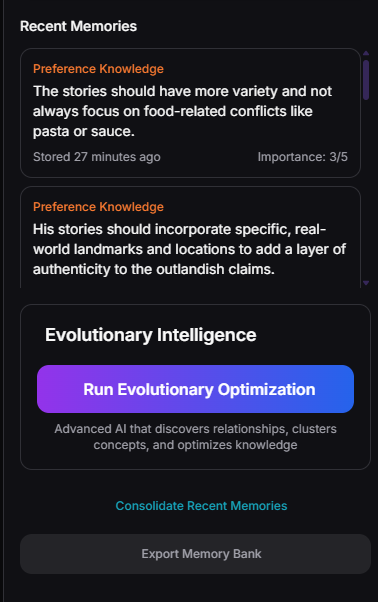 Recent Memories
Preference Knowledge
The stories should have more variety and not
always focus on food-related conflicts like
pasta or sauce.
Stored 27 minutes ago
Importance: 3/5
Preference Knowledge
His stories should incorporate specific, real-
world landmarks and locations to add a layer of
authenticity to the outlandish claims.
Evolutionary Intelligence
Run Evolutionary Optimization
Advanced AI that discovers relationships, clusters
concepts, and optimizes knowledge
Consolidate Recent Memories
Export Memory Bank